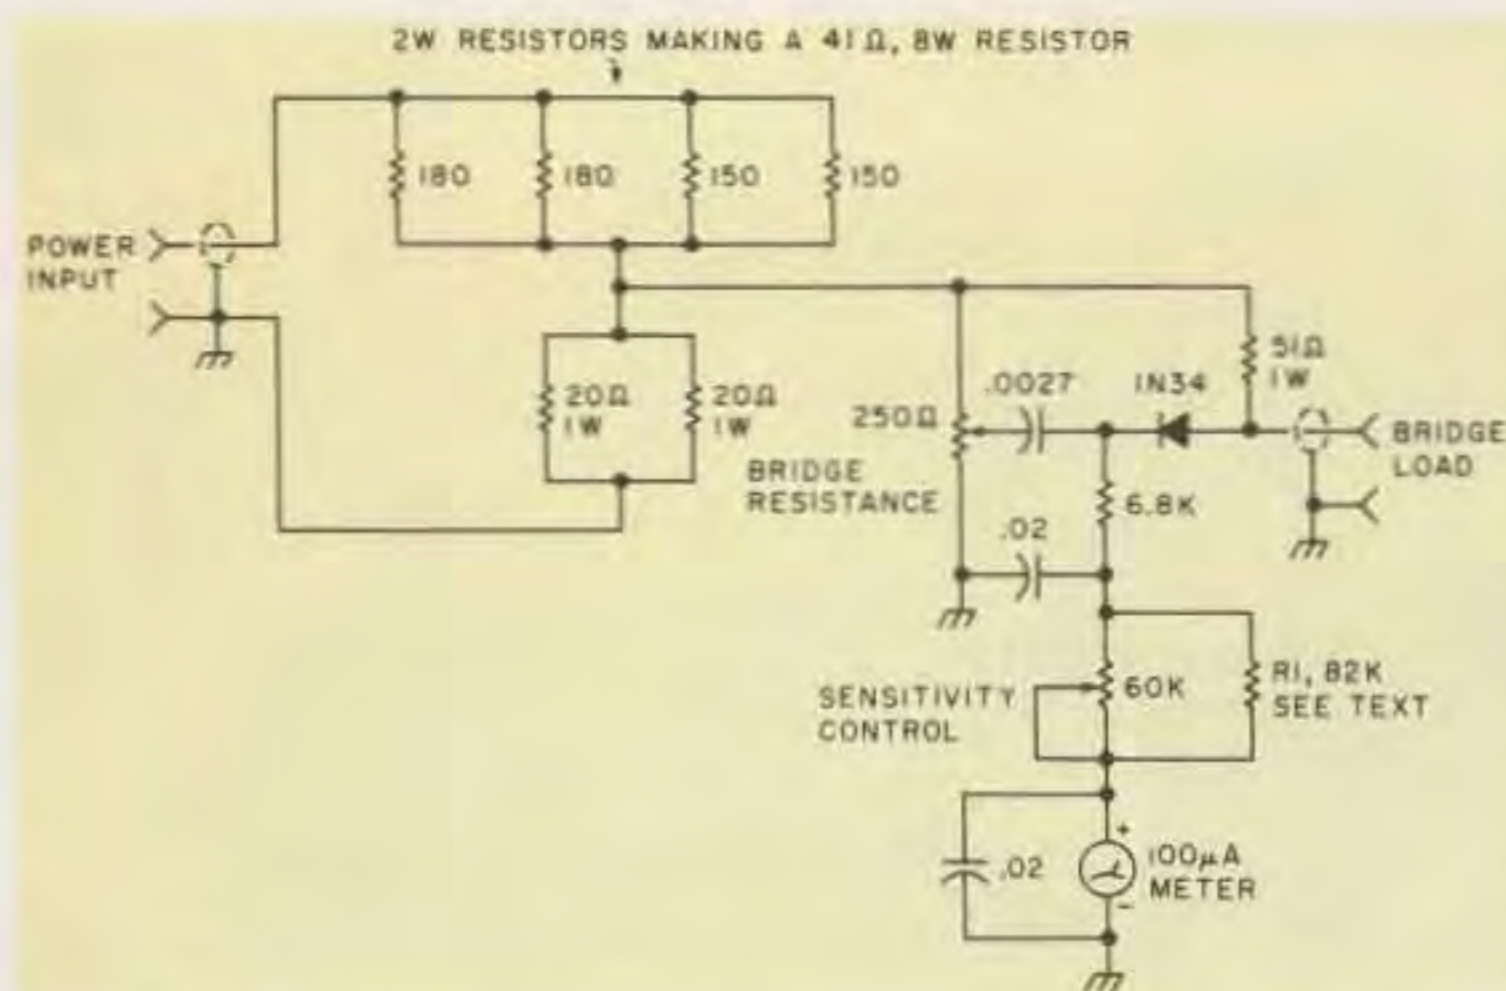 2W RESISTORS MAKING A 41Ω, 8W RESISTOR
180
180
150
150
POWER
INPUT
20Ω
1W
20Ω
1W
51Ω
1W
.0027
1N34
250Ω
BRIDGE
LOAD
BRIDGE
RESISTANCE
6.8K
.02
SENSITIVITY
CONTROL
60K
R1, 82K
SEE TEXT
+
.02
100µA
METER
-